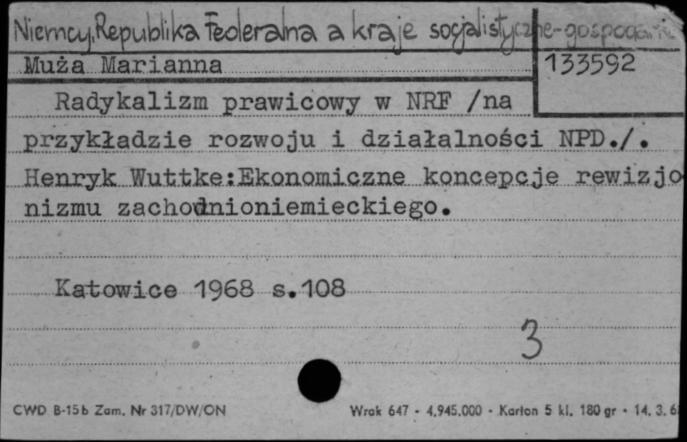 Niemcy, Republika Federalna a kraje socjalistyczne-gospodarka
Muża Marianna
133592
Radykalizm prawicowy w NRF /na
przykładzie rozwoju i działalności NPD./.
Henryk Wuttke:Ekonomiczne koncepcje rewizjo
nizmu zachodnioniemieckiego.
Katowice 1968 s.108
3
CWD B-15b Zam. Nr 317/DW/ON
Wrak 647 - 4.945.000 - Karton 5 kl. 180 gr - 14. 3. 6